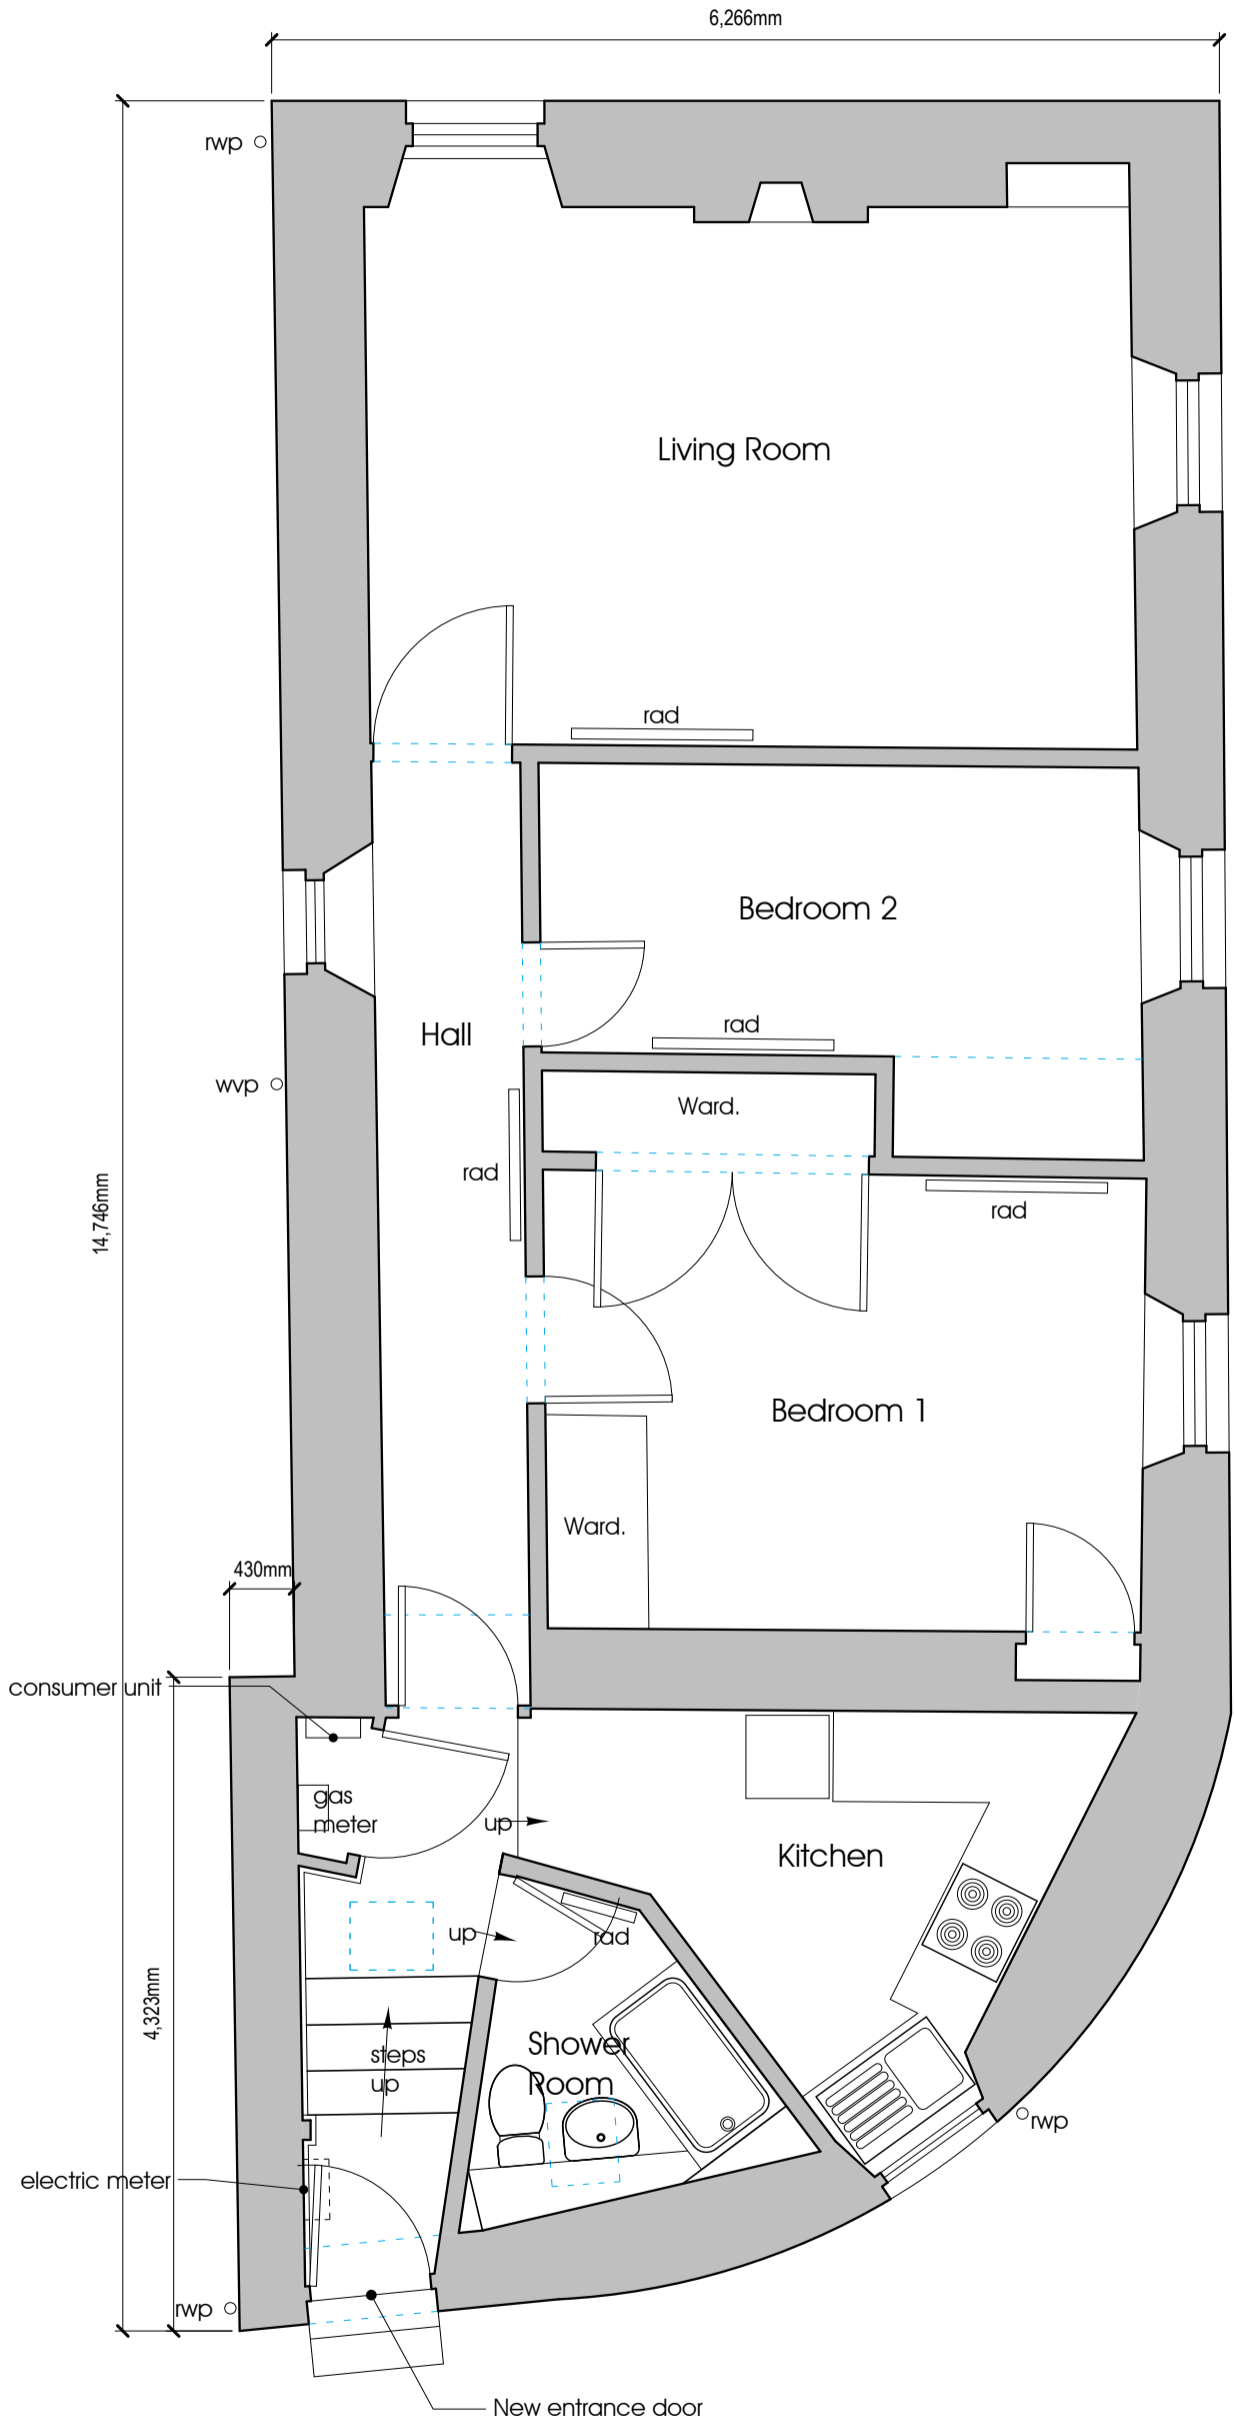 6,266mm
rwp
Living Room
rad
Bedroom 2
rad
Hall
wvp
Ward.
rad
rad
14,746mm
Bedroom 1
Ward.
430mm
consumer unit
gas
meter
up
Kitchen
up
rad
4,323mm
steps
up
Shower
Room
rwp
electric meter
rwp
New entrance door